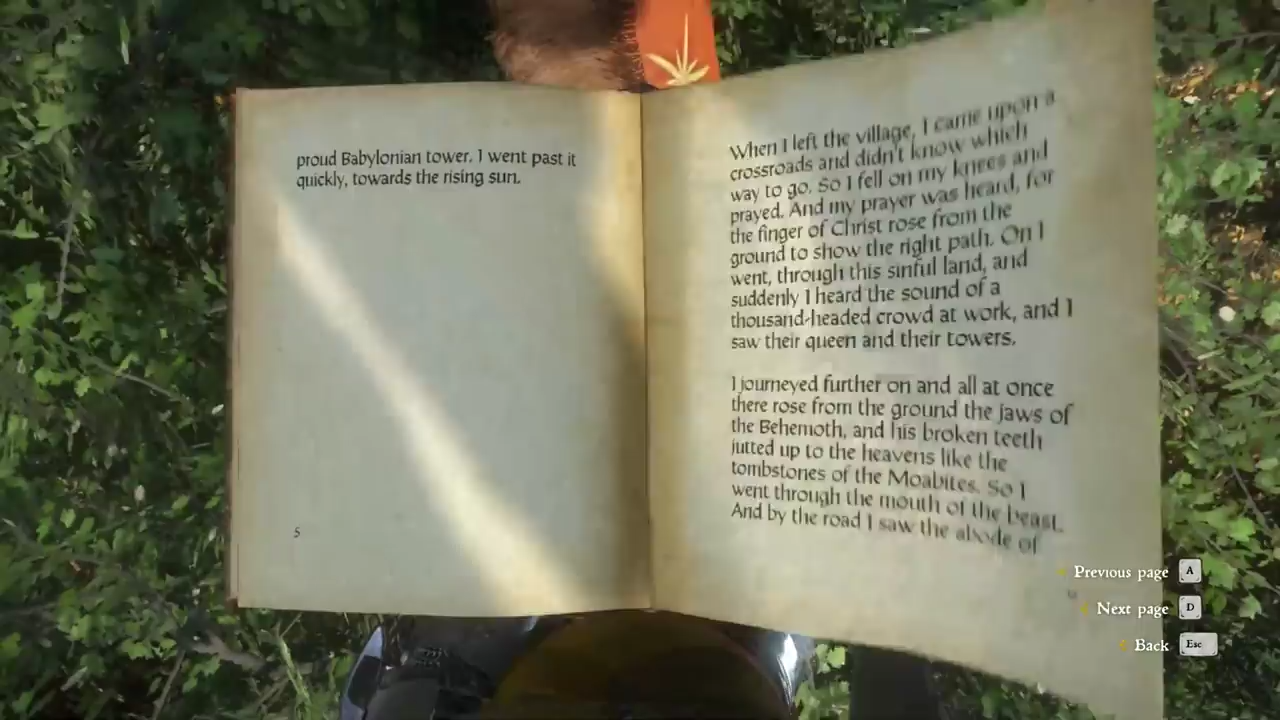 proud Babylonian tower. I went past it
quickly, towards the rising sun.
5
When I left the village, I came upon a
crossroads and didn't know which
way to go. So I fell on my knees and
prayed. And my prayer was heard, for
the finger of Christ rose from the
ground to show the right path. On I
went, through this sinful land, and
suddenly I heard the sound of a
thousand-headed crowd at work, and I
saw their queen and their towers.
I journeyed further on and all at once
there rose from the ground the jaws of
the Behemoth, and his broken teeth
jutted up to the heavens like the
tombstones of the Moabites. So I
went through the mouth of the beast.
And by the road I saw the abode of
Previous page A
Next page D
Back Esc